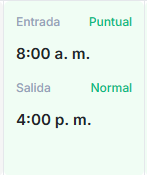 Entrada Puntual
8:00 a. m.
Salida Normal
4:00 p. m.